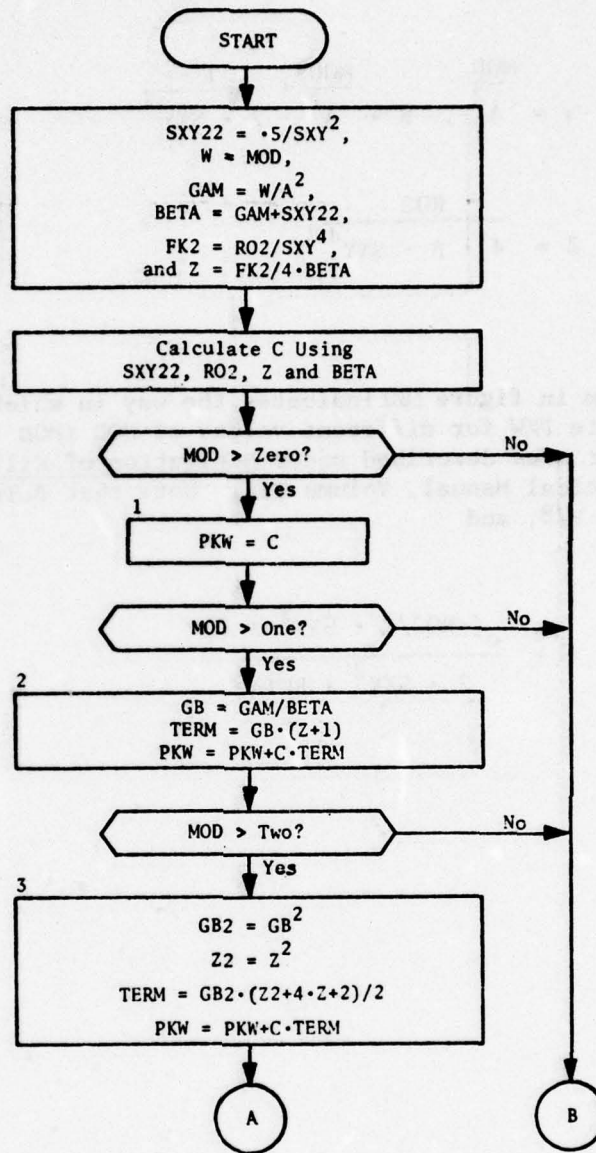 START
SXY22 = .5/SXY²,
W = MOD,
GAM = W/A²,
BETA = GAM+SXY22,
FK2 = RO2/SXY⁴,
and Z = FK2/4·BETA
Calculate C Using
SXY22, RO2, Z and BETA
MOD > Zero?
No
Yes
1
PKW = C
MOD > One?
No
Yes
2
GB = GAM/BETA
TERM = GB·(Z+1)
PKW = PKW+C·TERM
MOD > Two?
No
Yes
3
GB2 = GB²
Z2 = Z²
TERM = GB2·(Z2+4·Z+2)/2
PKW = PKW+C·TERM
A
B